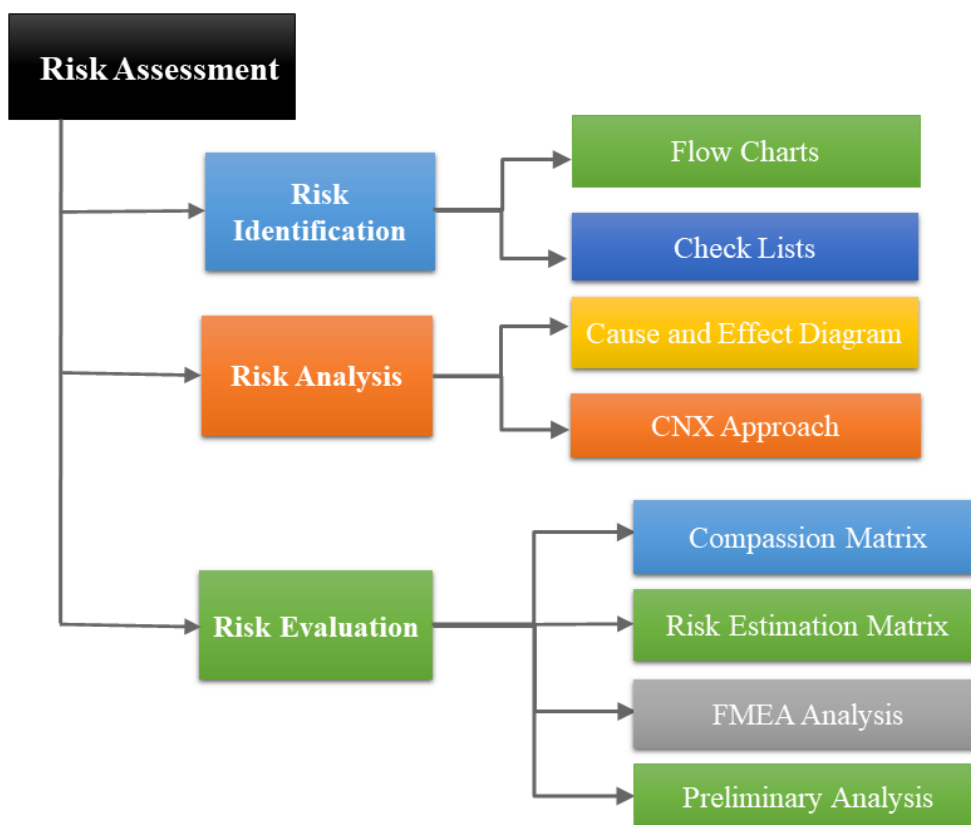 Risk Assessment
Risk
Identification
Flow Charts
Check Lists
Risk Analysis
Cause and Effect Diagram
CNX Approach
Risk Evaluation
Compassion Matrix
Risk Estimation Matrix
FMEA Analysis
Preliminary Analysis